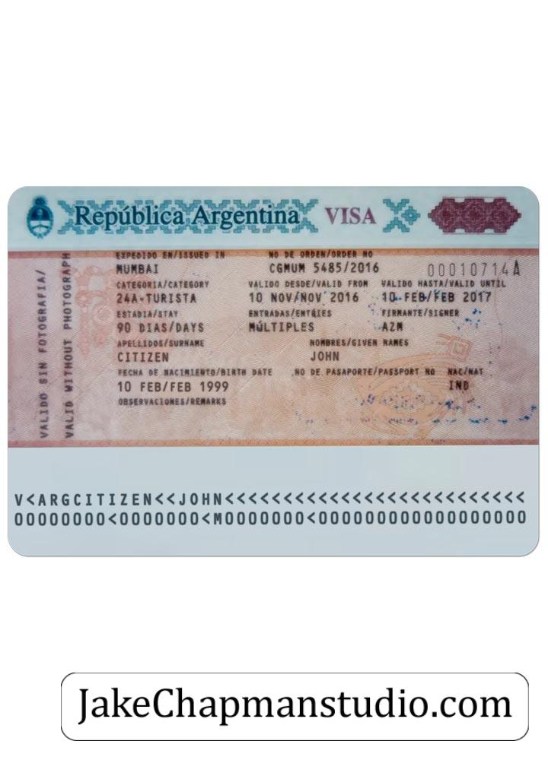 República Argentina VISA
EXPEDIDO EN/ISSUED IN NO DE ORDEN/ORDER NO
MUMBAI CGMUM 5485/2016 00010714A
CATEGORIA/CATEGORY VALIDO DESDE/VALID FROM VALIDO HASTA/VALID UNTIL
24A-TURISTA 10 NOV/NOV 2016 10 FEB/FEB 2017
ESTADIA/STAY ENTRADAS/ENTRIES FIRMANTE/SIGNER
90 DIAS/DAYS MÚLTIPLES AZM
APELLIDOS/SURNAME NOMBRES/GIVEN NAMES
CITIZEN JOHN
FECHA DE NACIMIENTO/BIRTH DATE NO DE PASAPORTE/PASSPORT NO NAC/NAT
10 FEB/FEB 1999 IND
OBSERVACIONES/REMARKS
VALIDO SIN FOTOGRAFIA/
VALID WITHOUT PHOTOGRAPH
V<ARGCITIZEN<<JOHN<<<<<<<<<<<<<<<<<<<<<<<<<<
00000000<0000000<M0000000<000000000000000000
JakeChapmanstudio.com